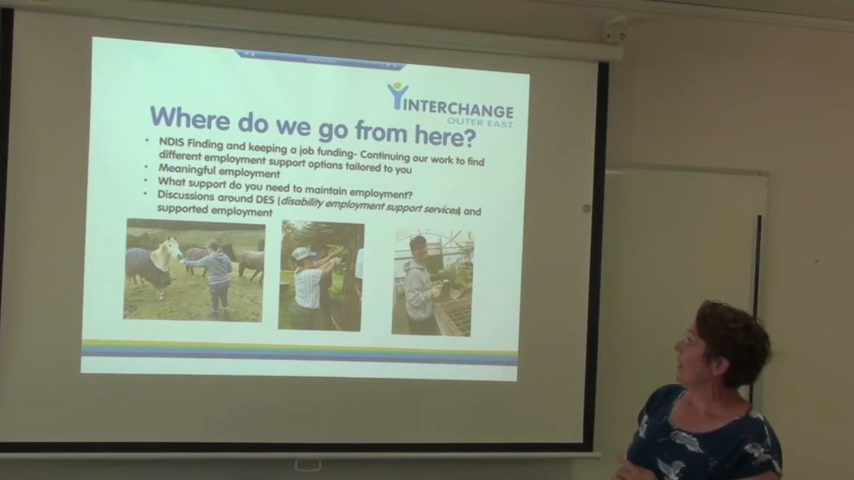 INTERCHANGE
OUTER EAST
Where do we go from here?
• NDIS Finding and keeping a job funding- Continuing our work to find
different employment support options tailored to you
• Meaningful employment
• What support do you need to maintain employment?
• Discussions around DES (disability employment support services) and
supported employment